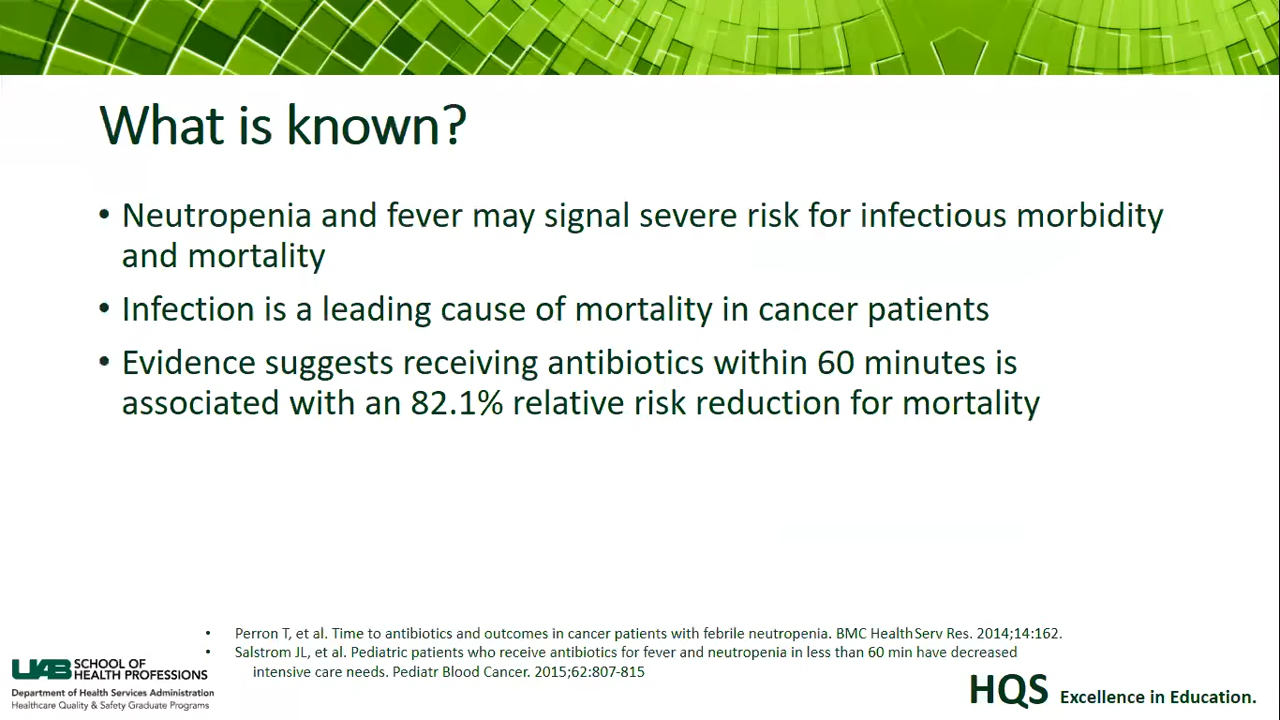 What is known?
• Neutropenia and fever may signal severe risk for infectious morbidity
and mortality
• Infection is a leading cause of mortality in cancer patients
• Evidence suggests receiving antibiotics within 60 minutes is
associated with an 82.1% relative risk reduction for mortality
• Perron T, et al. Time to antibiotics and outcomes in cancer patients with febrile neutropenia. BMC Health Serv Res. 2014;14:162.
• Salstrom JL, et al. Pediatric patients who receive antibiotics for fever and neutropenia in less than 60 min have decreased
intensive care needs. Pediatr Blood Cancer. 2015;62:807-815
UAB SCHOOL OF
HEALTH PROFESSIONS
Department of Health Services Administration
Healthcare Quality & Safety Graduate Programs
HQS Excellence in Education.